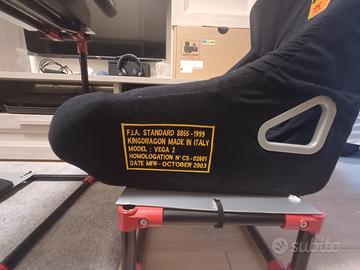 F.I.A. STANDARD 8855-1999
KINGDRAGON MADE IN ITALY
MODEL : VEGA 2
HOMOLOGATION N° CS-02601
DATE MFR- OCTOBER 2003
subito